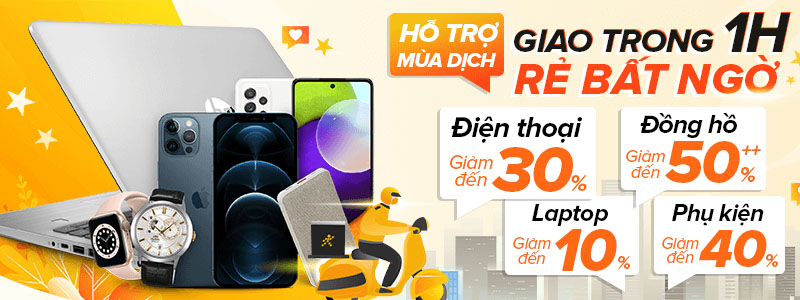 HỖ TRỢ
MÙA DỊCH
GIAO TRONG 1H
RẺ BẤT NGỜ
Điện thoại
Giảm
đến
30%
Đồng hồ
Giảm
đến
50++%
Laptop
Giảm
đến
10%
Phụ kiện
Giảm
đến
40%